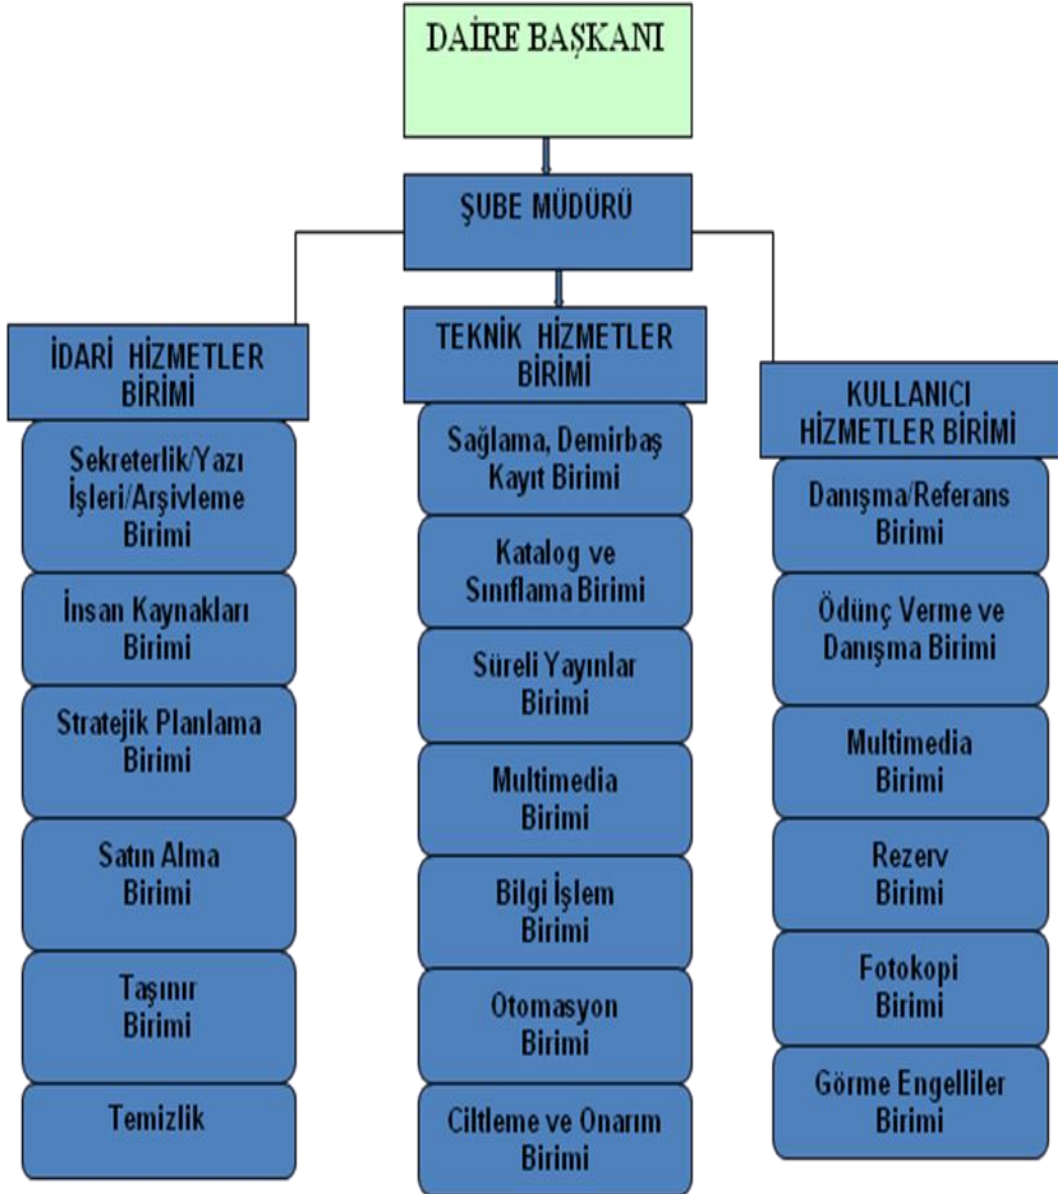 DAİRE BAŞKANI
ŞUBE MÜDÜRÜ
İDARİ HİZMETLER
BİRİMİ
Sekreterlik/Yazı
İşleri/Arşivleme
Birimi
İnsan Kaynakları
Birimi
Stratejik Planlama
Birimi
Satın Alma
Birimi
Taşınır
Birimi
Temizlik
TEKNİK HİZMETLER
BİRİMİ
Sağlama, Demirbaş
Kayıt Birimi
Katalog ve
Sınıflama Birimi
Süreli Yayınlar
Birimi
Multimedia
Birimi
Bilgi İşlem
Birimi
Otomasyon
Birimi
Ciltleme ve Onarım
Birimi
KULLANICI
HİZMETLER BİRİMİ
Danışma/Referans
Birimi
Ödünç Verme ve
Danışma Birimi
Multimedia
Birimi
Rezerv
Birimi
Fotokopi
Birimi
Görme Engelliler
Birimi